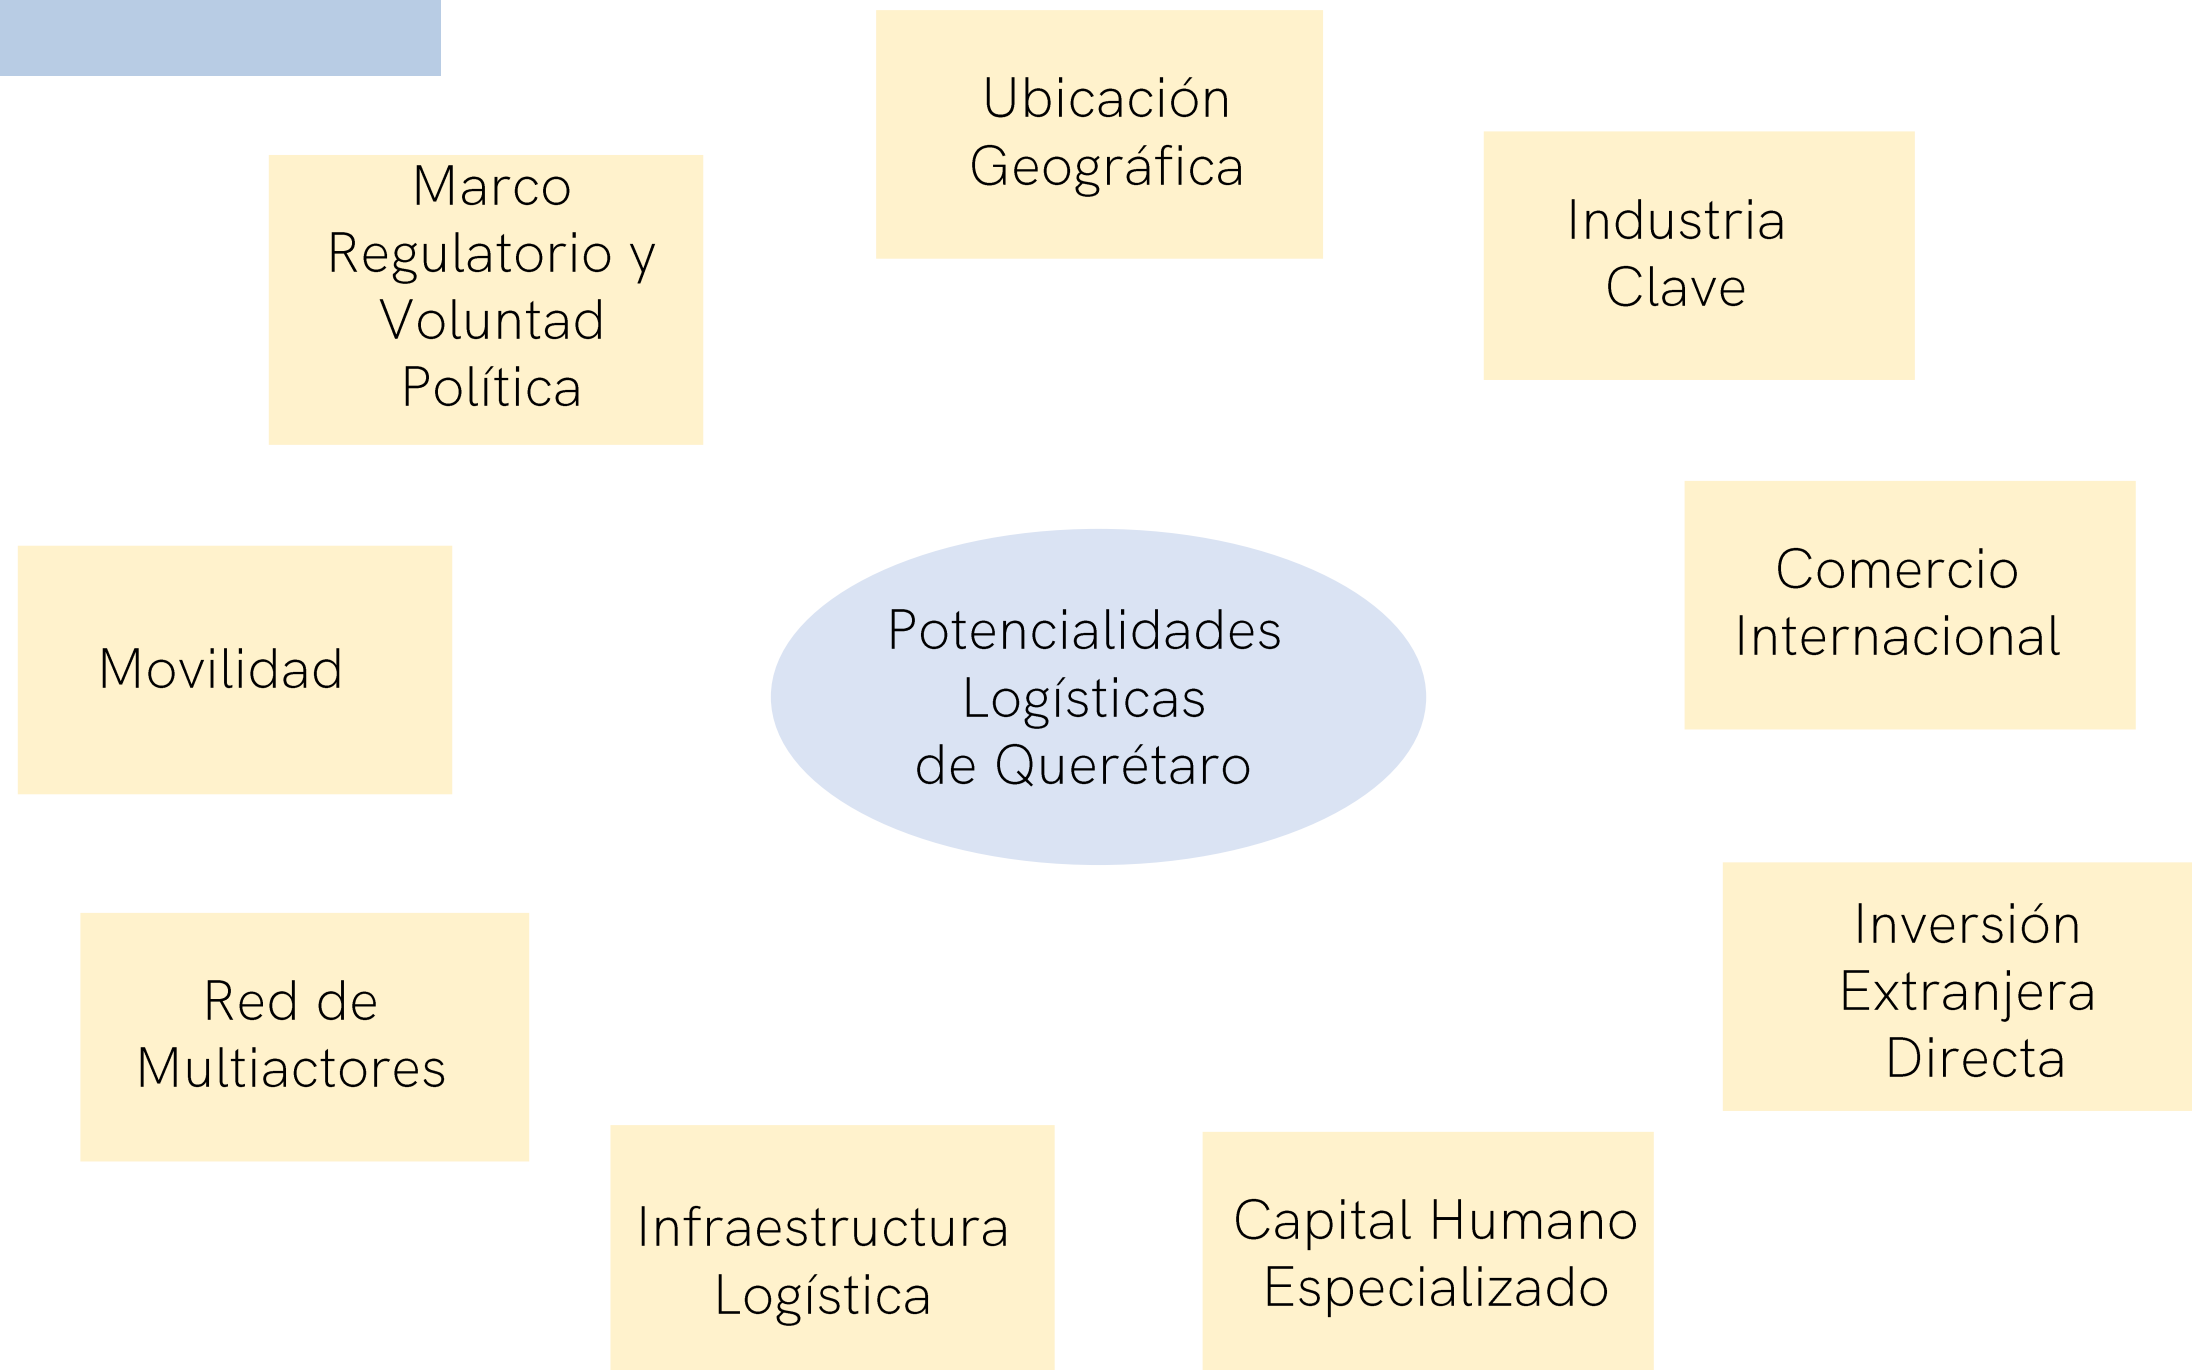 Ubicación
Geográfica
Industria
Clave
Comercio
Internacional
Inversión
Extranjera
Directa
Capital Humano
Especializado
Infraestructura
Logística
Red de
Multiactores
Movilidad
Marco
Regulatorio y
Voluntad
Política
Potencialidades
Logísticas
de Querétaro